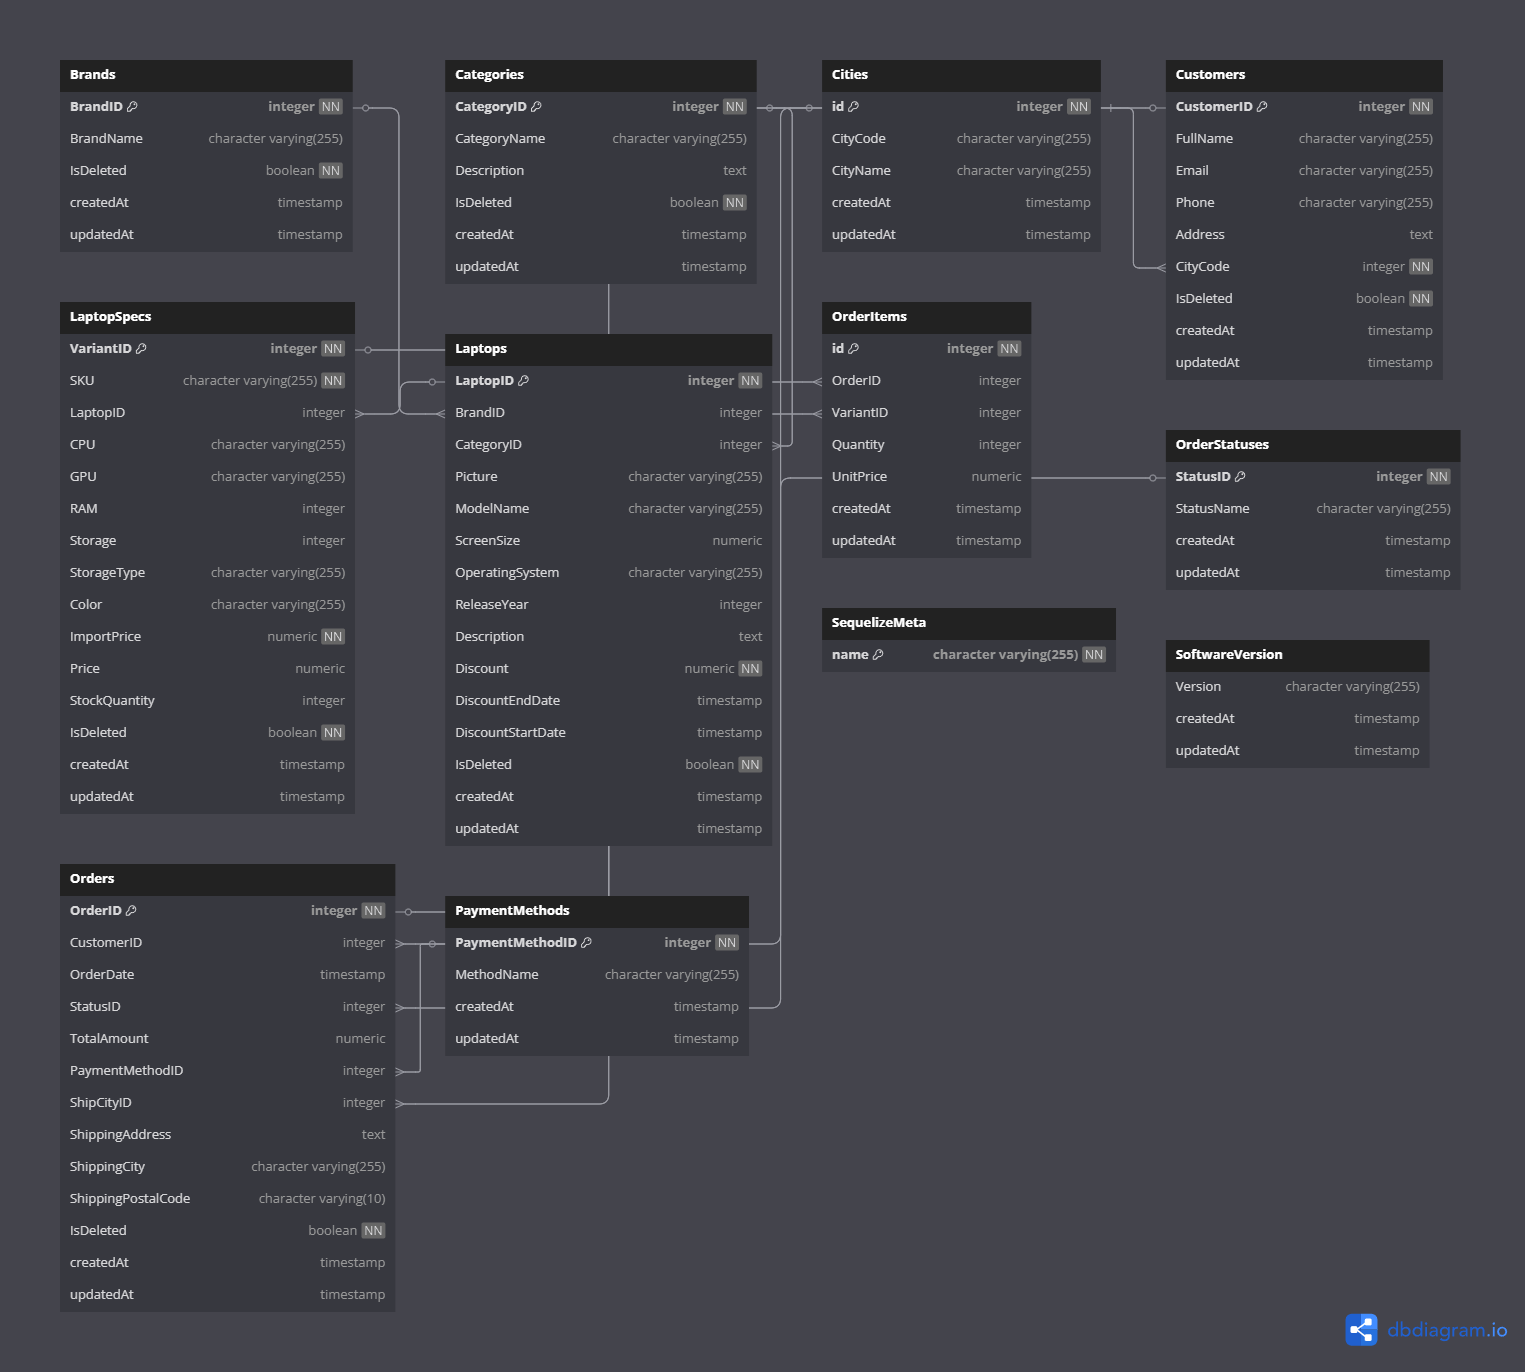 Brands
BrandID integer NN
BrandName character varying(255)
IsDeleted boolean NN
createdAt timestamp
updatedAt timestamp
Categories
CategoryID integer NN
CategoryName character varying(255)
Description text
IsDeleted boolean NN
createdAt timestamp
updatedAt timestamp
Cities
id integer NN
CityCode character varying(255)
CityName character varying(255)
createdAt timestamp
updatedAt timestamp
Customers
CustomerID integer NN
FullName character varying(255)
Email character varying(255)
Phone character varying(255)
Address text
CityCode integer NN
IsDeleted boolean NN
createdAt timestamp
updatedAt timestamp
LaptopSpecs
VariantID integer NN
SKU character varying(255) NN
LaptopID integer
CPU character varying(255)
GPU character varying(255)
RAM integer
Storage integer
StorageType character varying(255)
Color character varying(255)
ImportPrice numeric NN
Price numeric
StockQuantity integer
IsDeleted boolean NN
createdAt timestamp
updatedAt timestamp
Laptops
LaptopID integer NN
BrandID integer
CategoryID integer
Picture character varying(255)
ModelName character varying(255)
ScreenSize numeric
OperatingSystem character varying(255)
ReleaseYear integer
Description text
Discount numeric NN
DiscountEndDate timestamp
DiscountStartDate timestamp
IsDeleted boolean NN
createdAt timestamp
updatedAt timestamp
OrderItems
id integer NN
OrderID integer
VariantID integer
Quantity integer
UnitPrice numeric
createdAt timestamp
updatedAt timestamp
OrderStatuses
StatusID integer NN
StatusName character varying(255)
createdAt timestamp
updatedAt timestamp
SequelizeMeta
name character varying(255) NN
SoftwareVersion
Version character varying(255)
createdAt timestamp
updatedAt timestamp
Orders
OrderID integer NN
CustomerID integer
OrderDate timestamp
StatusID integer
TotalAmount numeric
PaymentMethodID integer
ShipCityID integer
ShippingAddress text
ShippingCity character varying(255)
ShippingPostalCode character varying(10)
IsDeleted boolean NN
createdAt timestamp
updatedAt timestamp
PaymentMethods
PaymentMethodID integer NN
MethodName character varying(255)
createdAt timestamp
updatedAt timestamp
dbdiagram.io